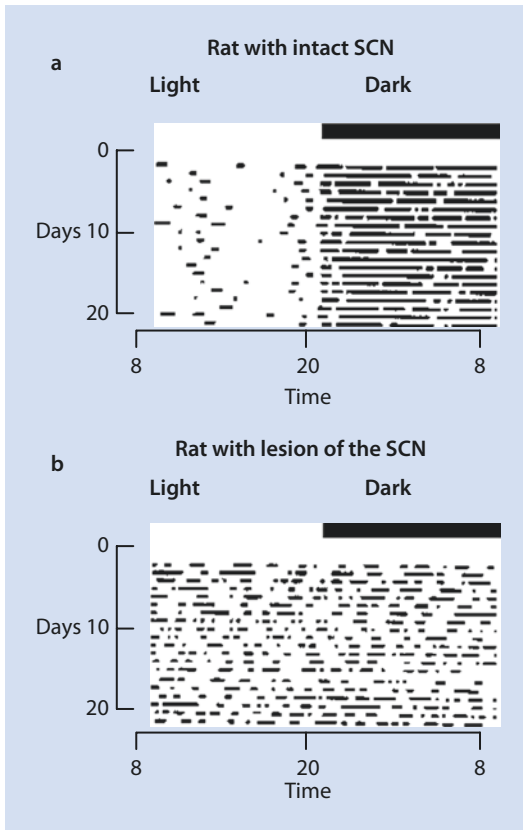 a
Rat with intact SCN
Light Dark
0
Days 10
20
8 20 8
Time
b
Rat with lesion of the SCN
Light Dark
0
Days 10
20
8 20 8
Time